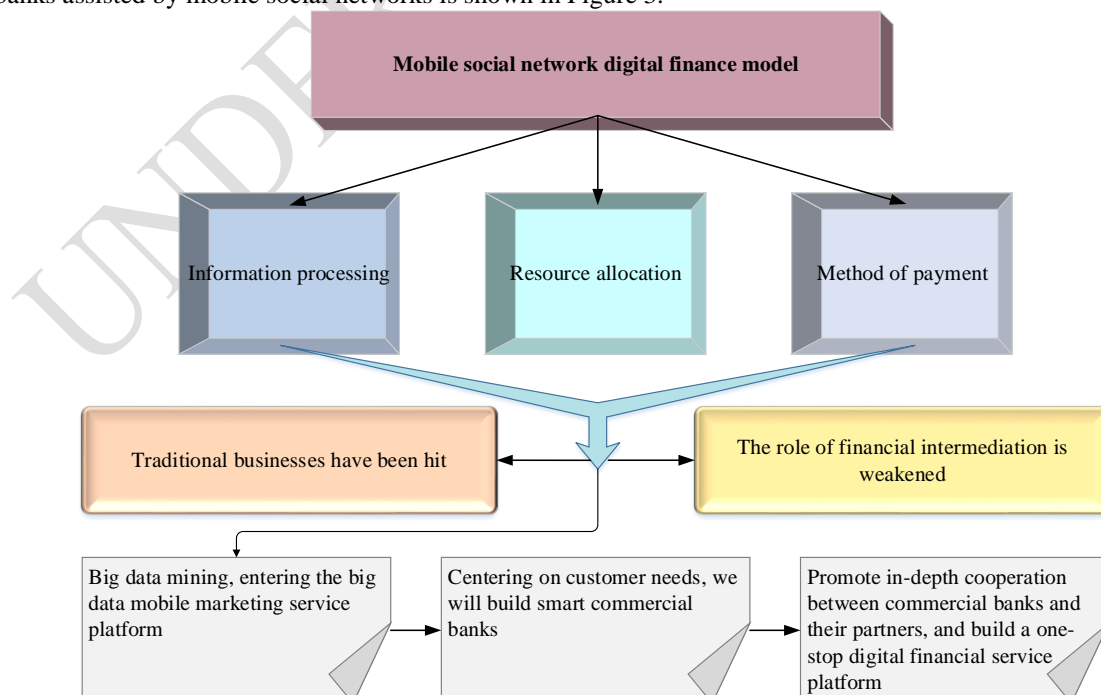 banks assisted by mobile social networks is shown in Figure 3.
Mobile social network digital finance model
Information processing
Resource allocation
Method of payment
Traditional businesses have been hit
The role of financial intermediation is
weakened
Big data mining, entering the big
data mobile marketing service
platform
Centering on customer needs, we
will build smart commercial
banks
Promote in-depth cooperation
between commercial banks and
their partners, and build a one-
stop digital financial service
platform